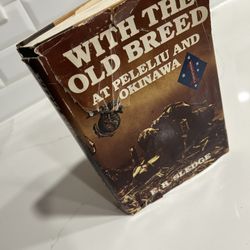 WITH THE
OLD BREED
AT PELELIU AND
OKINAWA
E. B. SLEDGE